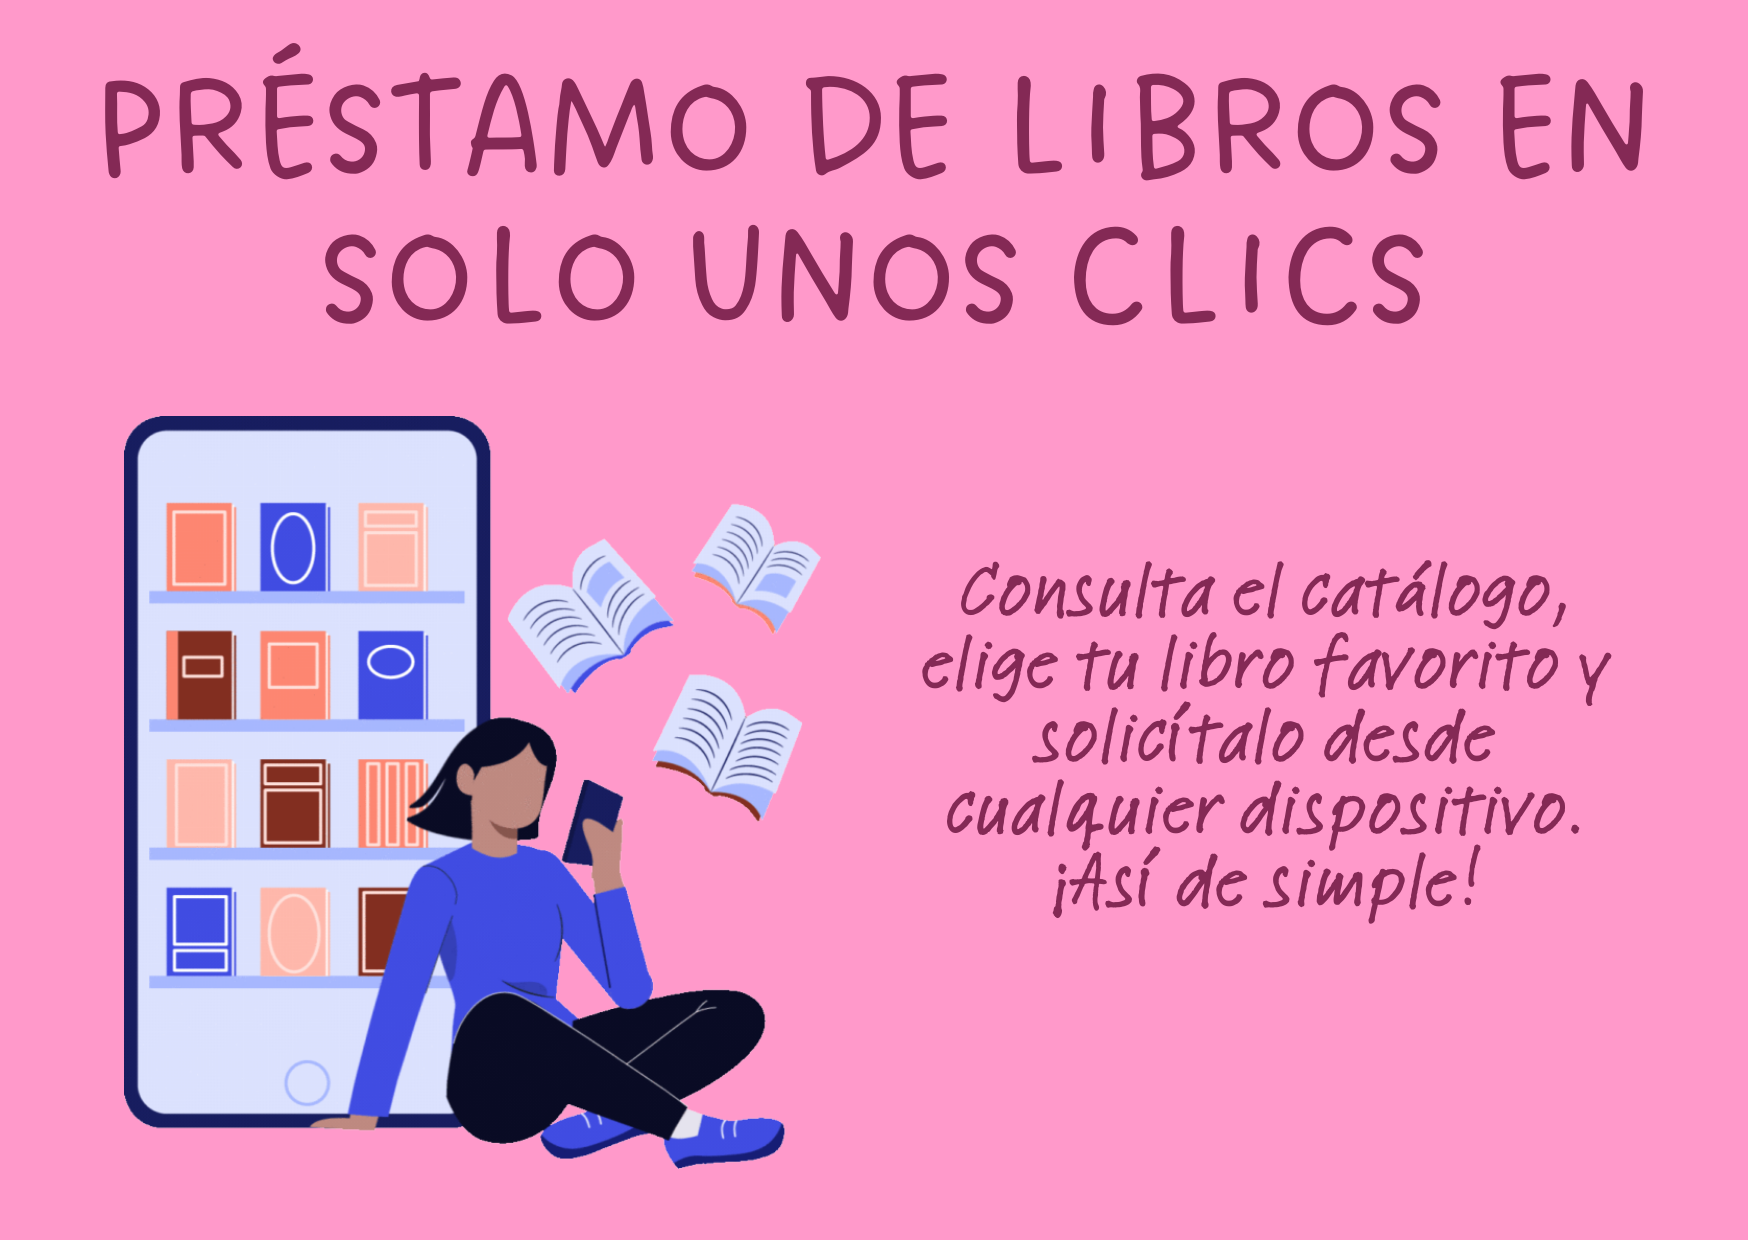 PRÉSTAMO DE LIBROS EN
SOLO UNOS CLICS
Consulta el catálogo,
elige tu libro favorito y
solicítalo desde
cualquier dispositivo.
¡Así de simple!